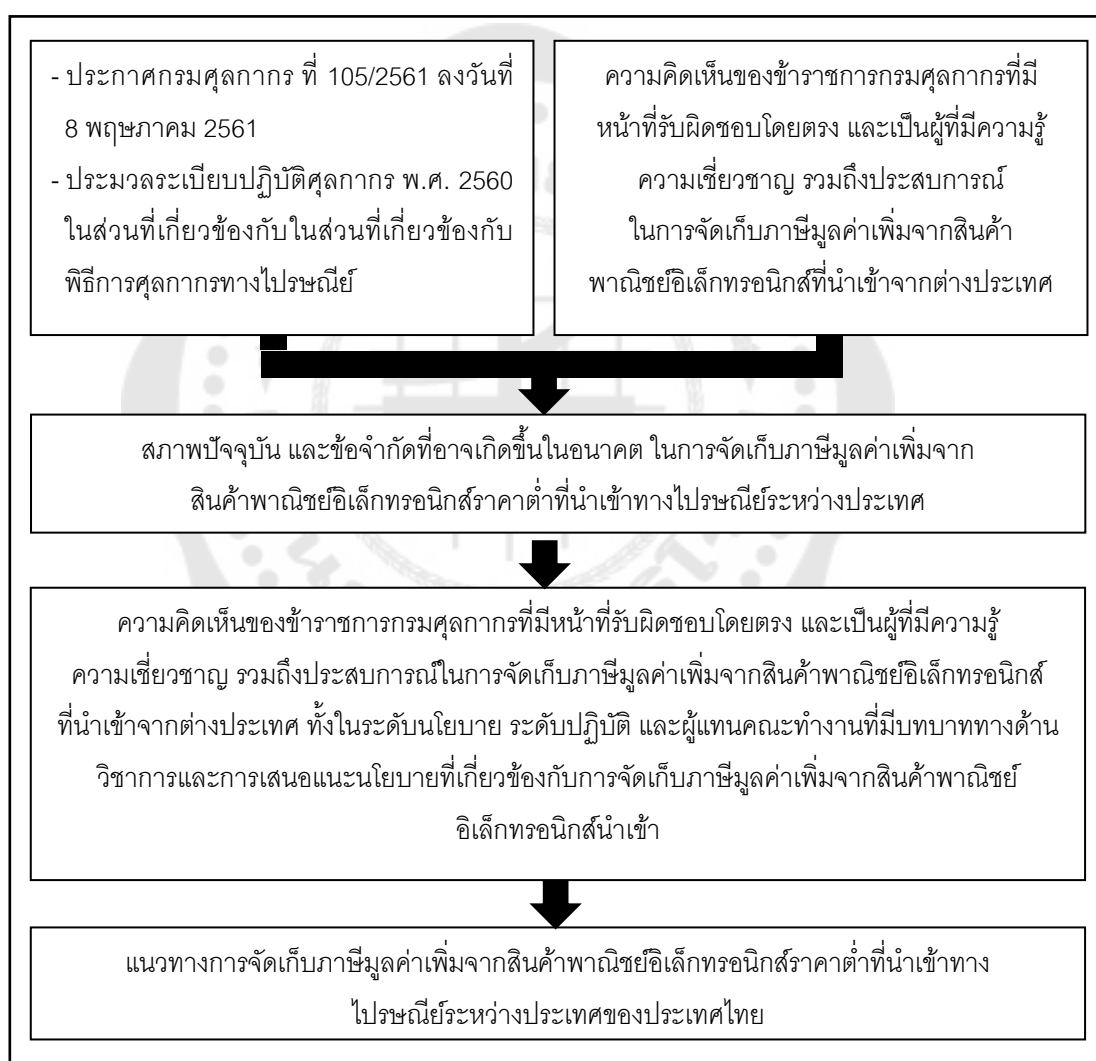 - ประกาศกรมศุลกากร ที่ 105/2561 ลงวันที่
8 พฤษภาคม 2561
- ประมวลระเบียบปฏิบัติศุลกากร พ.ศ. 2560
ในส่วนที่เกี่ยวข้องกับในส่วนที่เกี่ยวข้องกับ
พิธีการศุลกากรทางไปรษณีย์
ความคิดเห็นของข้าราชการกรมศุลกากรที่มี
หน้าที่รับผิดชอบโดยตรง และเป็นผู้ที่มีความรู้
ความเชี่ยวชาญ รวมถึงประสบการณ์
ในการจัดเก็บภาษีมูลค่าเพิ่มจากสินค้า
พาณิชย์อิเล็กทรอนิกส์ที่นำเข้าจากต่างประเทศ
สภาพปัจจุบัน และข้อจำกัดที่อาจเกิดขึ้นในอนาคต ในการจัดเก็บภาษีมูลค่าเพิ่มจาก
สินค้าพาณิชย์อิเล็กทรอนิกส์ราคาต่ำที่นำเข้าทางไปรษณีย์ระหว่างประเทศ
ความคิดเห็นของข้าราชการกรมศุลกากรที่มีหน้าที่รับผิดชอบโดยตรง และเป็นผู้ที่มีความรู้
ความเชี่ยวชาญ รวมถึงประสบการณ์ในการจัดเก็บภาษีมูลค่าเพิ่มจากสินค้าพาณิชย์อิเล็กทรอนิกส์
ที่นำเข้าจากต่างประเทศ ทั้งในระดับนโยบาย ระดับปฏิบัติ และผู้แทนคณะทำงานที่มีบทบาททางด้าน
วิชาการและการเสนอแนะนโยบายที่เกี่ยวข้องกับการจัดเก็บภาษีมูลค่าเพิ่มจากสินค้าพาณิชย์
อิเล็กทรอนิกส์นำเข้า
แนวทางการจัดเก็บภาษีมูลค่าเพิ่มจากสินค้าพาณิชย์อิเล็กทรอนิกส์ราคาต่ำที่นำเข้าทาง
ไปรษณีย์ระหว่างประเทศของประเทศไทย